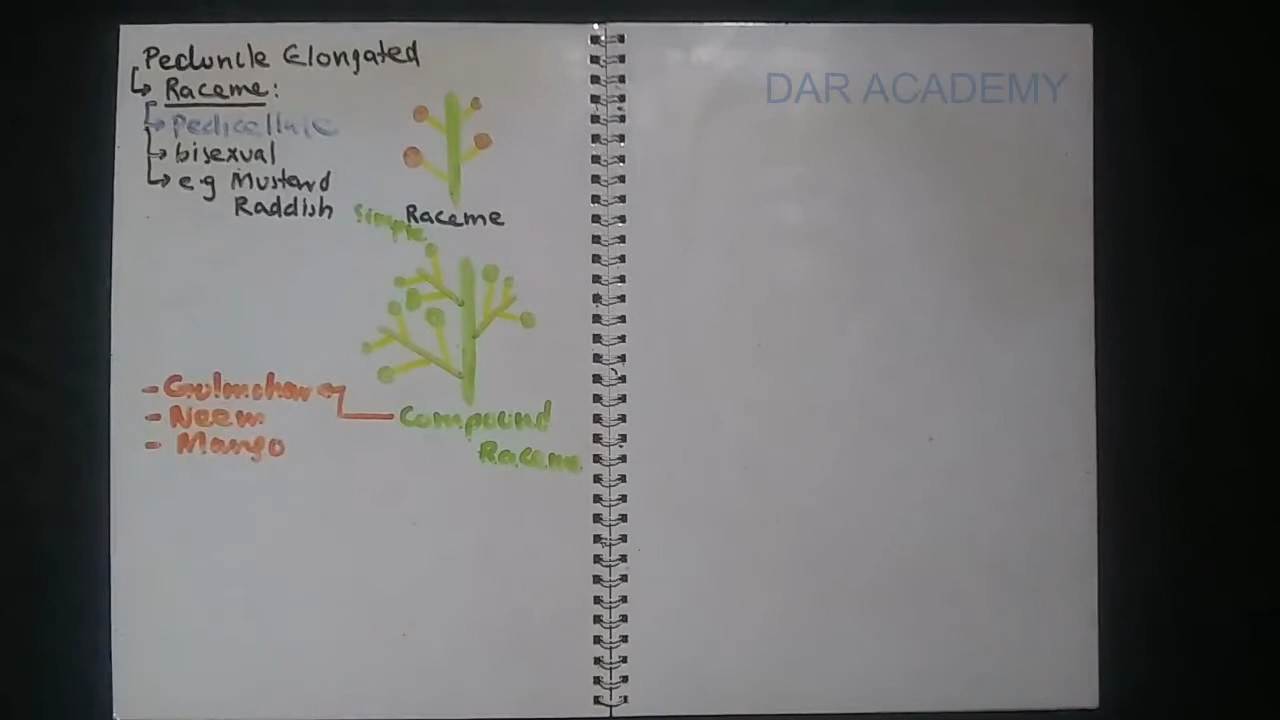 Peduncle Elongated
Raceme:
Pedicellate
bisexual
e.g Mustard
Raddish
Simple Raceme
- Gulmohar
- Neem
- Mango
Compound
Raceme
DAR ACADEMY